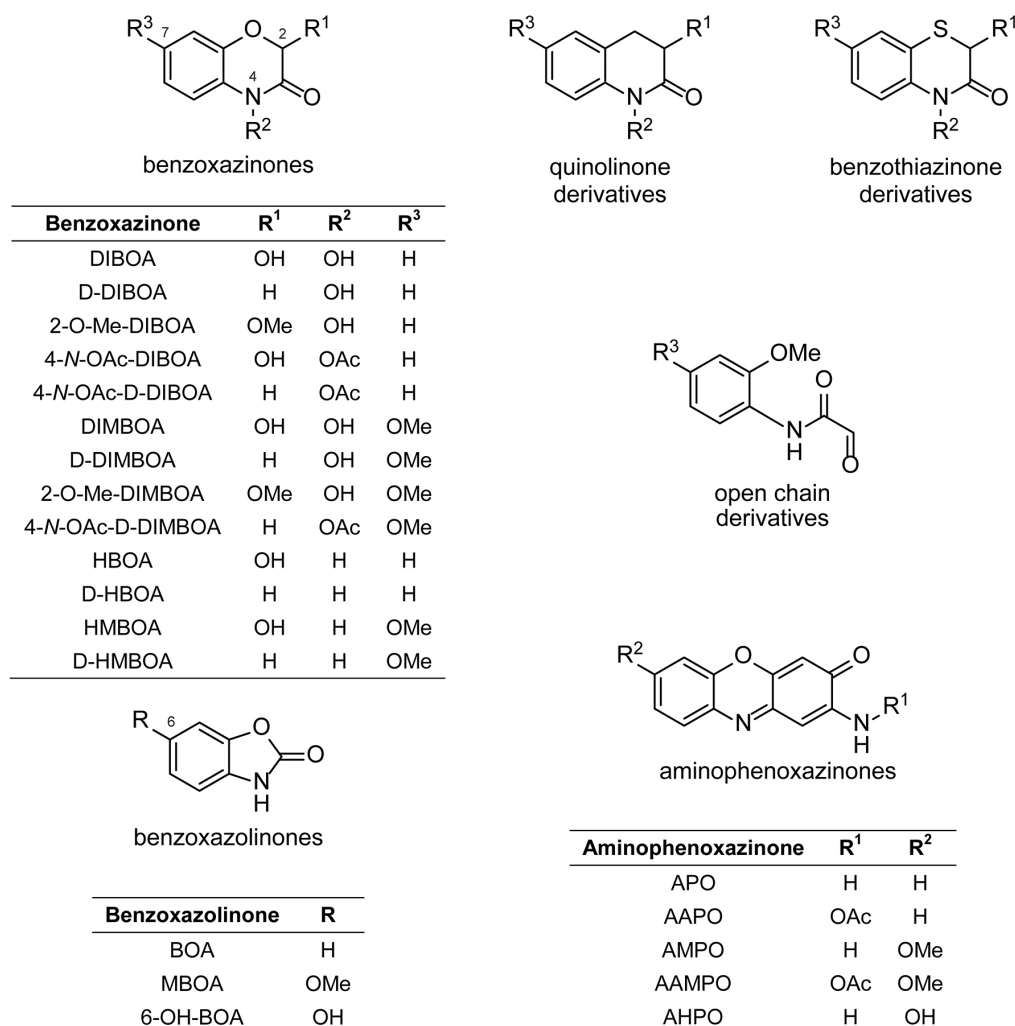 R³ 7 O 2 R¹
4
N O
R²
benzoxazinones
R³ R¹
N O
R²
quinolinone
derivatives
R³ S R¹
N O
R²
benzothiazinone
derivatives
Benzoxazinone R¹ R² R³
DIBOA OH OH H
D-DIBOA H OH H
2-O-Me-DIBOA OMe OH H
4-N-OAc-DIBOA OH OAc H
4-N-OAc-D-DIBOA H OAc H
DIMBOA OH OH OMe
D-DIMBOA H OH OMe
2-O-Me-DIMBOA OMe OH OMe
4-N-OAc-D-DIMBOA H OAc OMe
HBOA OH H H
D-HBOA H H H
HMBOA OH H OMe
D-HMBOA H H OMe
R³ OMe
O
N
H
O
open chain
derivatives
R 6 O
O
N
H
benzoxazolinones
R² O O
N N R¹
H
aminophenoxazinones
Benzoxazolinone R
BOA H
MBOA OMe
6-OH-BOA OH
Aminophenoxazinone R¹ R²
APO H H
AAPO OAc H
AMPO H OMe
AAMPO OAc OMe
AHPO H OH